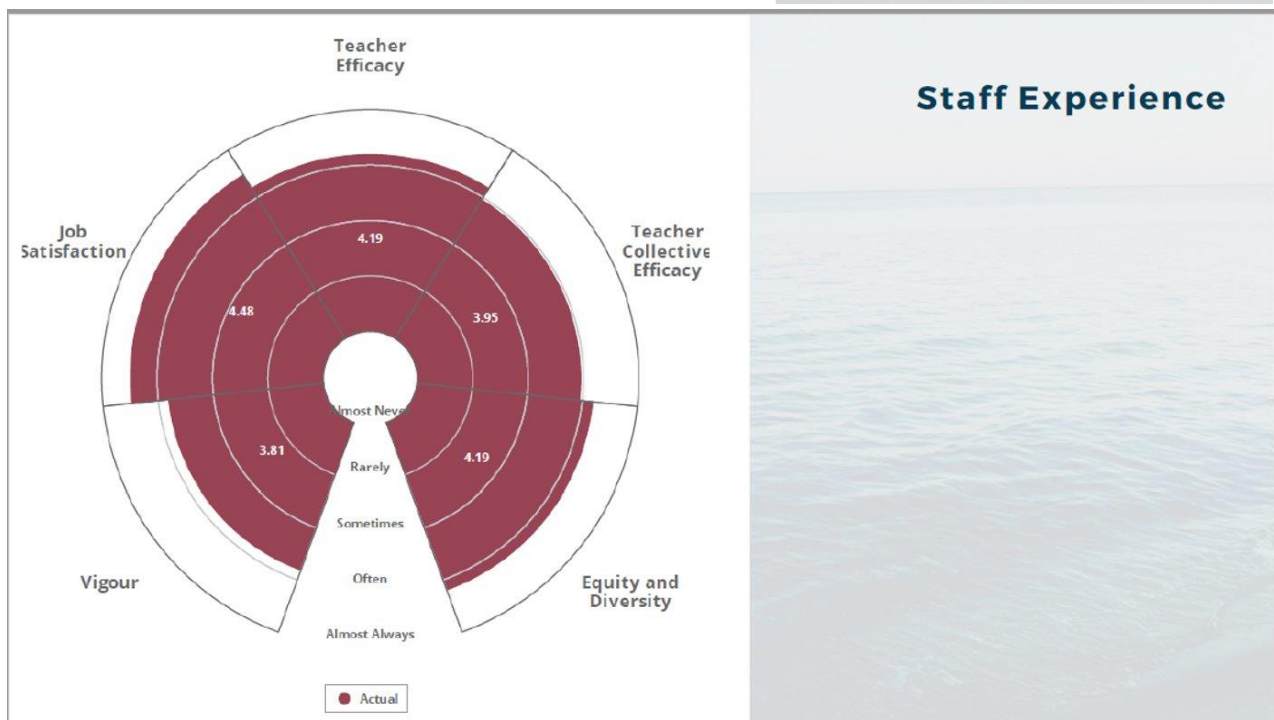 Staff Experience
Teacher
Efficacy
Job
Satisfaction
Teacher
Collective
Efficacy
4.19
4.48
3.95
3.81
4.19
Almost Never
Rarely
Sometimes
Often
Almost Always
Vigour
Equity and
Diversity
Actual